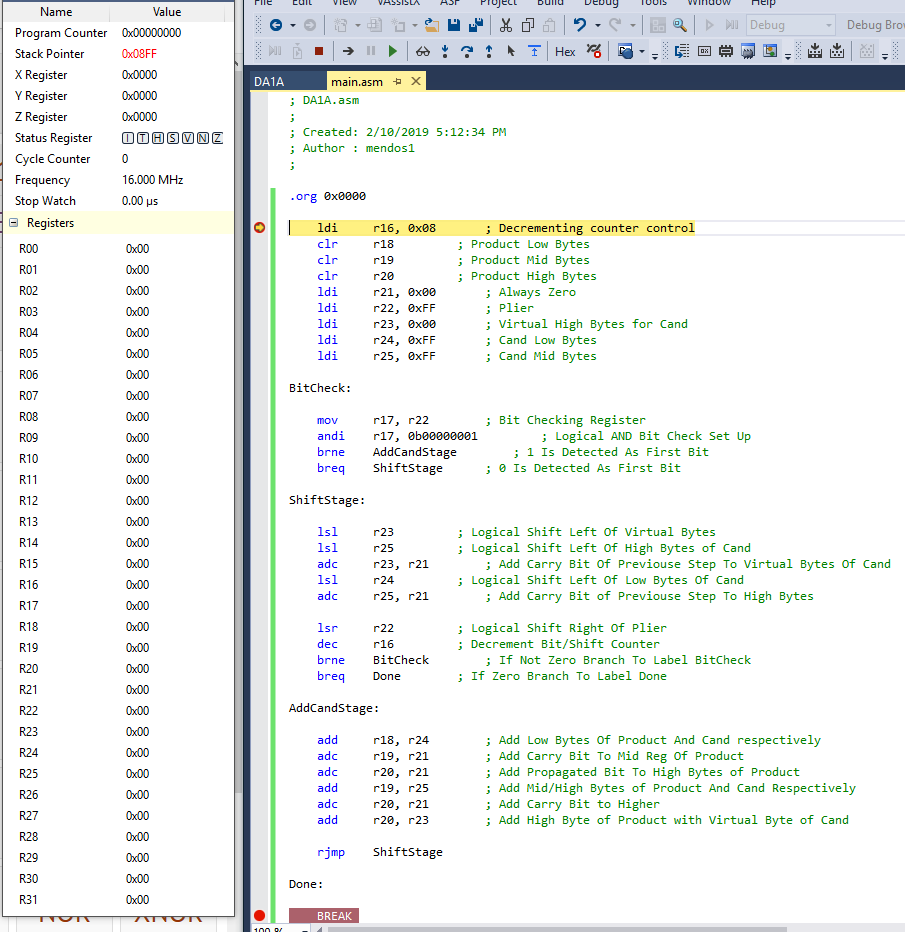 Name Value
Program Counter 0x00000000
Stack Pointer 0x08FF
X Register 0x0000
Y Register 0x0000
Z Register 0x0000
Status Register I T H S V N Z
Cycle Counter 0
Frequency 16.000 MHz
Stop Watch 0.00 µs
Registers
R00 0x00
R01 0x00
R02 0x00
R03 0x00
R04 0x00
R05 0x00
R06 0x00
R07 0x00
R08 0x00
R09 0x00
R10 0x00
R11 0x00
R12 0x00
R13 0x00
R14 0x00
R15 0x00
R16 0x00
R17 0x00
R18 0x00
R19 0x00
R20 0x00
R21 0x00
R22 0x00
R23 0x00
R24 0x00
R25 0x00
R26 0x00
R27 0x00
R28 0x00
R29 0x00
R30 0x00
R31 0x00
NOR XNOR
File Edit View VAssistX ASF Project Build Debug Tools Window Help
Debug Debug Brow
Hex
DA1A main.asm
; DA1A.asm
;
; Created: 2/10/2019 5:12:34 PM
; Author : mendos1
;
.org 0x0000
ldi r16, 0x08 ; Decrementing counter control
clr r18 ; Product Low Bytes
clr r19 ; Product Mid Bytes
clr r20 ; Product High Bytes
ldi r21, 0x00 ; Always Zero
ldi r22, 0xFF ; Plier
ldi r23, 0x00 ; Virtual High Bytes for Cand
ldi r24, 0xFF ; Cand Low Bytes
ldi r25, 0xFF ; Cand Mid Bytes
BitCheck:
mov r17, r22 ; Bit Checking Register
andi r17, 0b00000001 ; Logical AND Bit Check Set Up
brne AddCandStage ; 1 Is Detected As First Bit
breq ShiftStage ; 0 Is Detected As First Bit
ShiftStage:
lsl r23 ; Logical Shift Left Of Virtual Bytes
lsl r25 ; Logical Shift Left Of High Bytes of Cand
adc r23, r21 ; Add Carry Bit Of Previouse Step To Virtual Bytes Of Cand
lsl r24 ; Logical Shift Left Of Low Bytes Of Cand
adc r25, r21 ; Add Carry Bit of Previouse Step To High Bytes
lsr r22 ; Logical Shift Right Of Plier
dec r16 ; Decrement Bit/Shift Counter
brne BitCheck ; If Not Zero Branch To Label BitCheck
breq Done ; If Zero Branch To Label Done
AddCandStage:
add r18, r24 ; Add Low Bytes Of Product And Cand respectively
adc r19, r21 ; Add Carry Bit To Mid Reg Of Product
adc r20, r21 ; Add Propagated Bit To High Bytes of Product
add r19, r25 ; Add Mid/High Bytes of Product And Cand Respectively
adc r20, r21 ; Add Carry Bit to Higher
add r20, r23 ; Add High Byte of Product with Virtual Byte of Cand
rjmp ShiftStage
Done:
BREAK
100 %